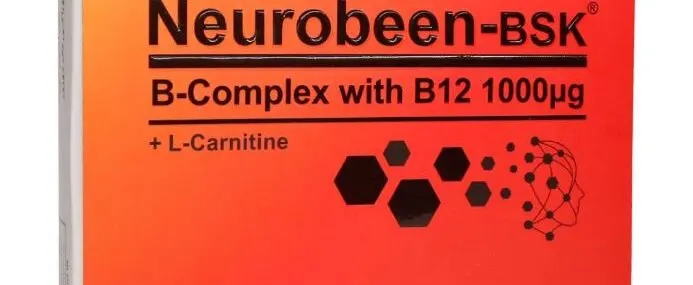 Neurobeen-BSK®
B-Complex with B12 1000µg
+ L-Carnitine